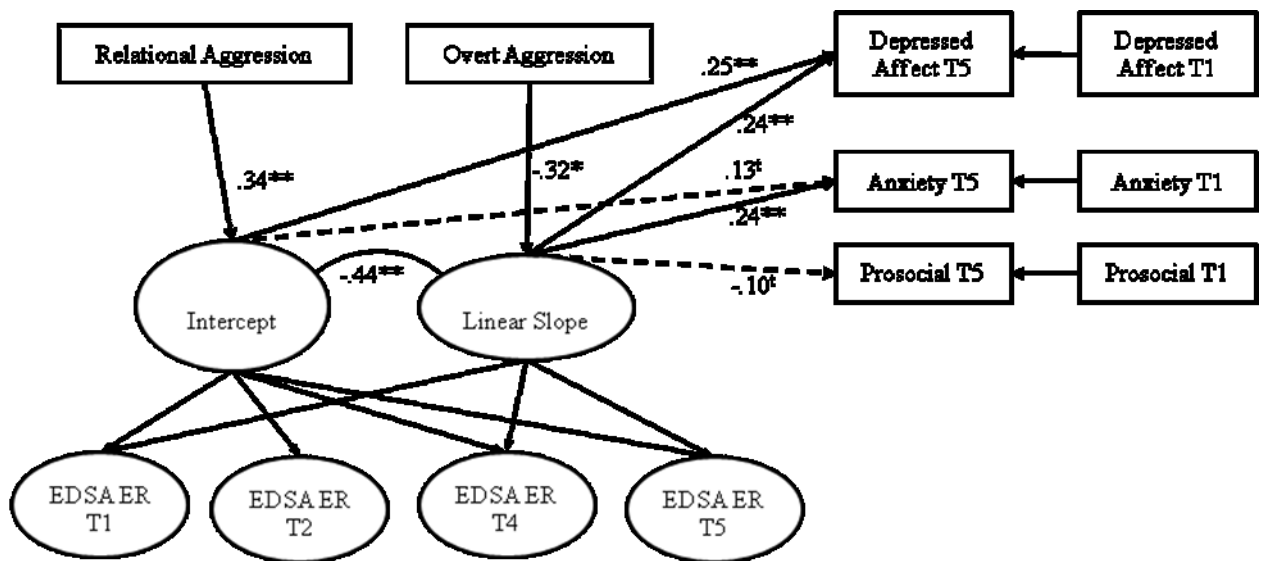 Relational Aggression
Overt Aggression
Depressed
Affect T5
Depressed
Affect T1
.25**
.24**
.34**
-.32*
.13ᵗ
Anxiety T5
Anxiety T1
.24**
-.44**
Prosocial T5
Prosocial T1
-.10ᵗ
Intercept
Linear Slope
EDSAER
T1
EDSAER
T2
EDSAER
T4
EDSAER
T5